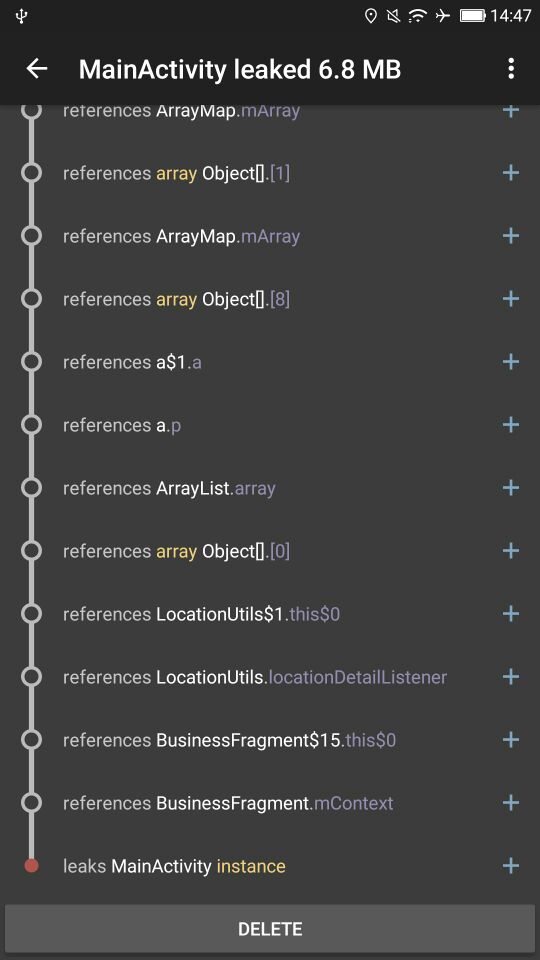 14:47
MainActivity leaked 6.8 MB
references ArrayMap.mArray
references array Object[].[1]
references ArrayMap.mArray
references array Object[].[8]
references a$1.a
references a.p
references ArrayList.array
references array Object[].[0]
references LocationUtils$1.this$0
references LocationUtils.locationDetailListener
references BusinessFragment$15.this$0
references BusinessFragment.mContext
leaks MainActivity instance
DELETE